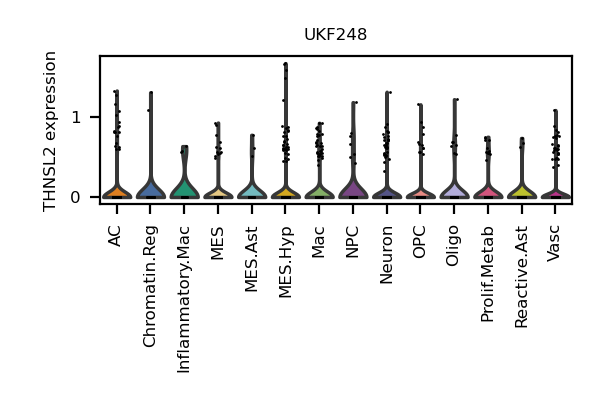 UKF248
THNSL2 expression
1
0
AC
Chromatin.Reg
Inflammatory.Mac
MES
MES.Ast
MES.Hyp
Mac
NPC
Neuron
OPC
Oligo
Prolif.Metab
Reactive.Ast
Vasc